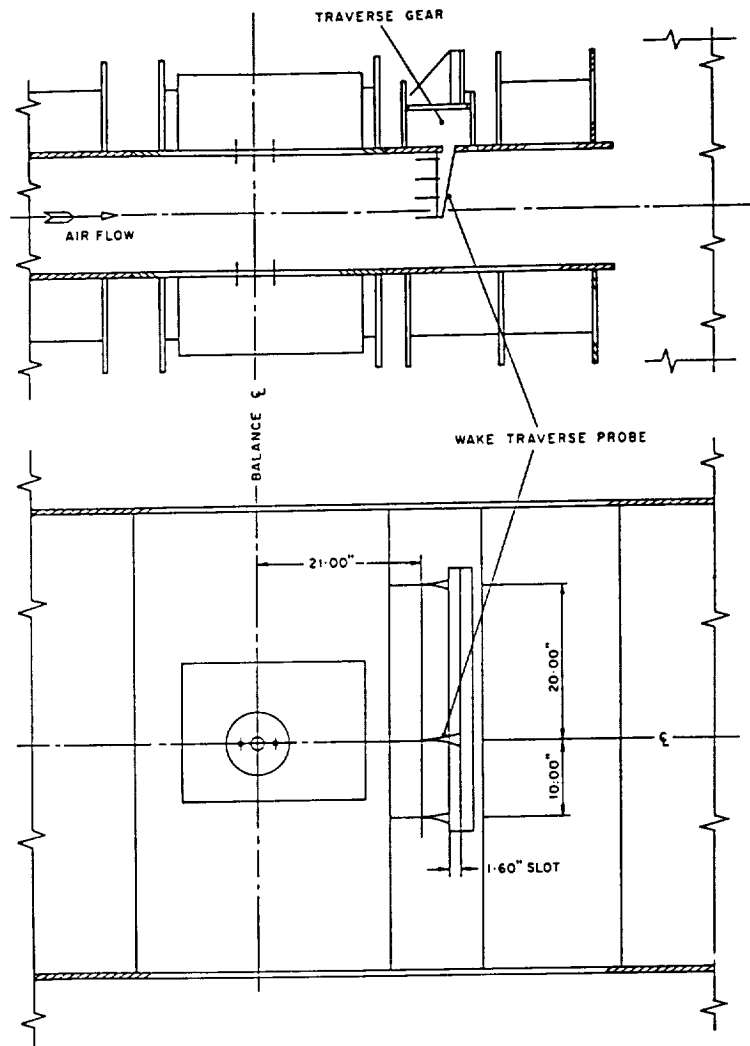 TRAVERSE GEAR
AIR FLOW
BALANCE ℄
WAKE TRAVERSE PROBE
21·00"
20·00"
℄
10·00"
1·60" SLOT